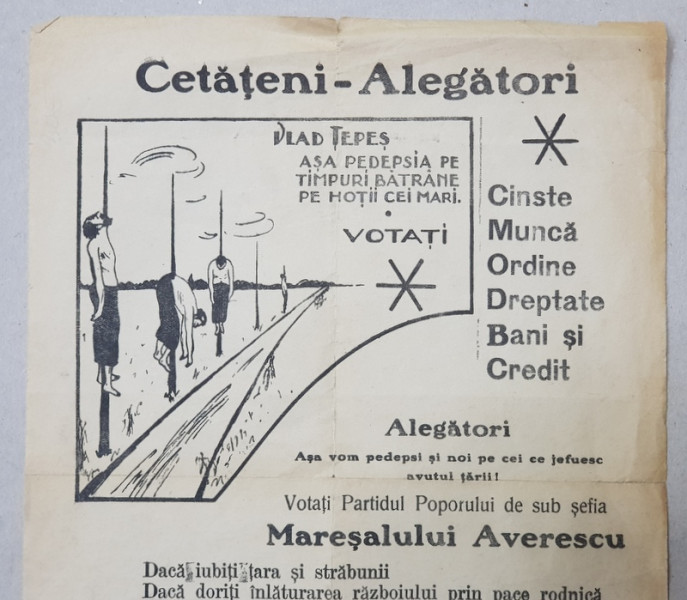 Cetățeni-Alegători
VLAD ȚEPEȘ
AȘA PEDEPSIA PE
TIMPURI BĂTRÂNE
PE HOȚII CEI MARI.
VOTAȚI
Cinste
Muncă
Ordine
Dreptate
Bani și
Credit
Alegători
Așa vom pedepsi și noi pe cei ce jefuesc
avutul țării!
Votați Partidul Poporului de sub șefia
Mareșalului Averescu
Dacă iubiți țara și străbunii
Dacă doriți înlăturarea războiului prin pace rodnică